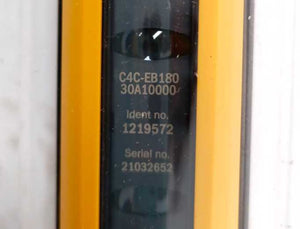 C4C-EB180
30A10000
Ident no.
1219572
Serial no.
21032652